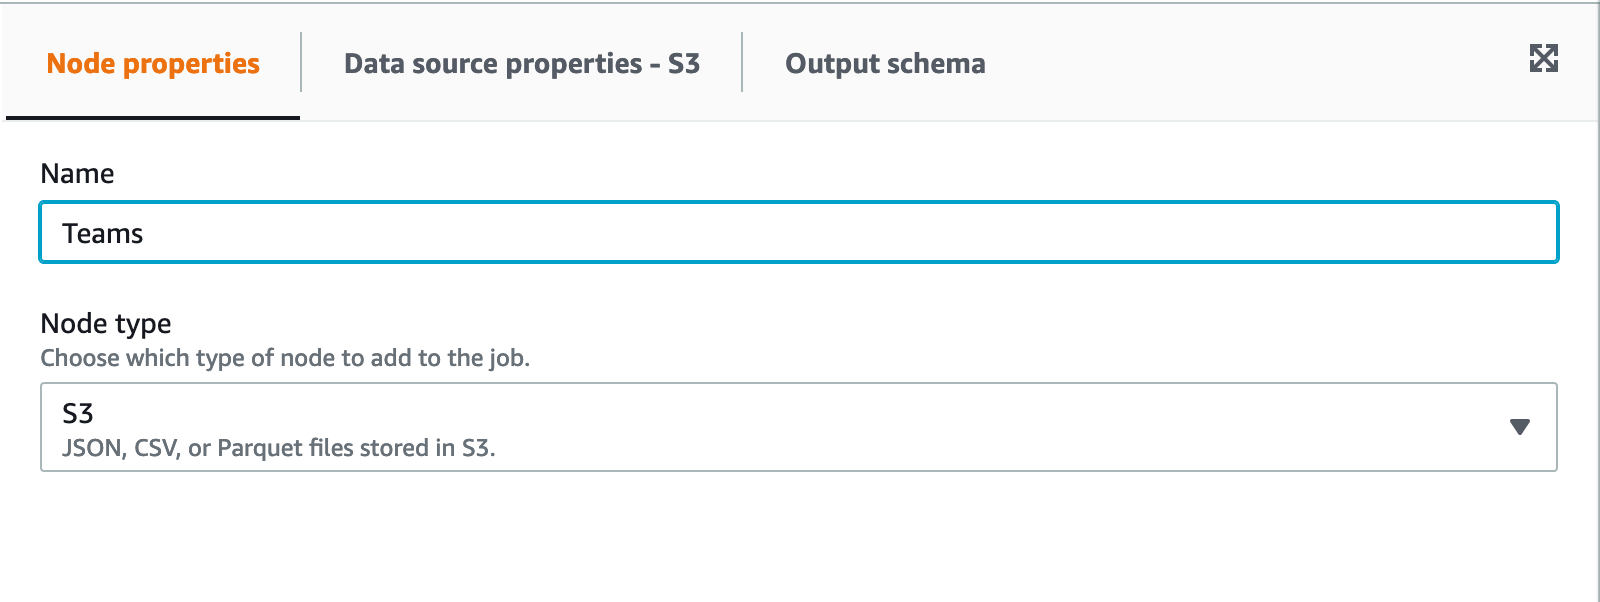 Node properties
Data source properties - S3
Output schema
Name
Teams
Node type
Choose which type of node to add to the job.
S3
JSON, CSV, or Parquet files stored in S3.